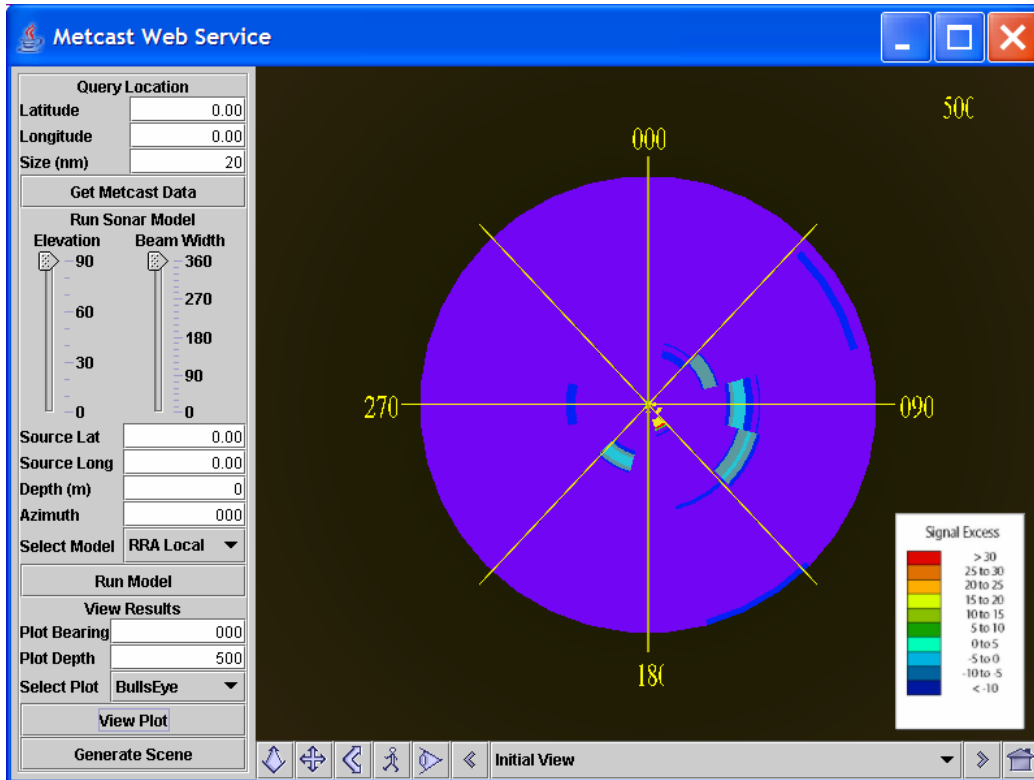 Metcast Web Service
Query Location
Latitude 0.00
Longitude 0.00
Size (nm) 20
Get Metcast Data
Run Sonar Model
Elevation Beam Width
90 360
270
60
180
30
90
0 0
Source Lat 0.00
Source Long 0.00
Depth (m) 0
Azimuth 000
Select Model RRA Local
Run Model
View Results
Plot Bearing 000
Plot Depth 500
Select Plot BullsEye
View Plot
Generate Scene
500
000
270
090
180
Signal Excess
> 30
25 to 30
20 to 25
15 to 20
10 to 15
5 to 10
0 to 5
-5 to 0
-10 to -5
< -10
Initial View